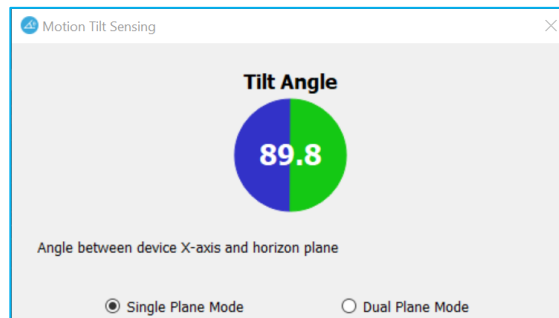 Motion Tilt Sensing
Tilt Angle
89.8
Angle between device X-axis and horizon plane
Single Plane Mode
Dual Plane Mode